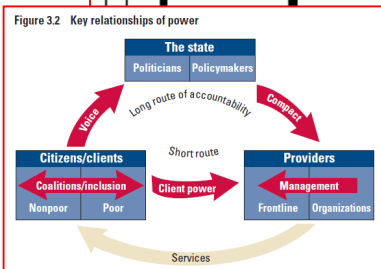 Figure 3.2 Key relationships of power
The state
Politicians Policymakers
Long route of accountability
Voice
Compact
Short route
Citizens/clients
Providers
Coalitions/inclusion
Client power
Management
Nonpoor Poor
Frontline Organizations
Services